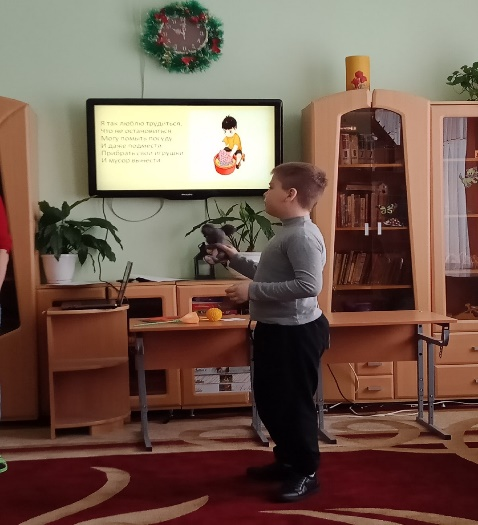 Я так люблю трудиться,
Что не остановиться.
Могу помыть посуду
И даже подмести
Прибрать свои игрушки
И мусор вынести